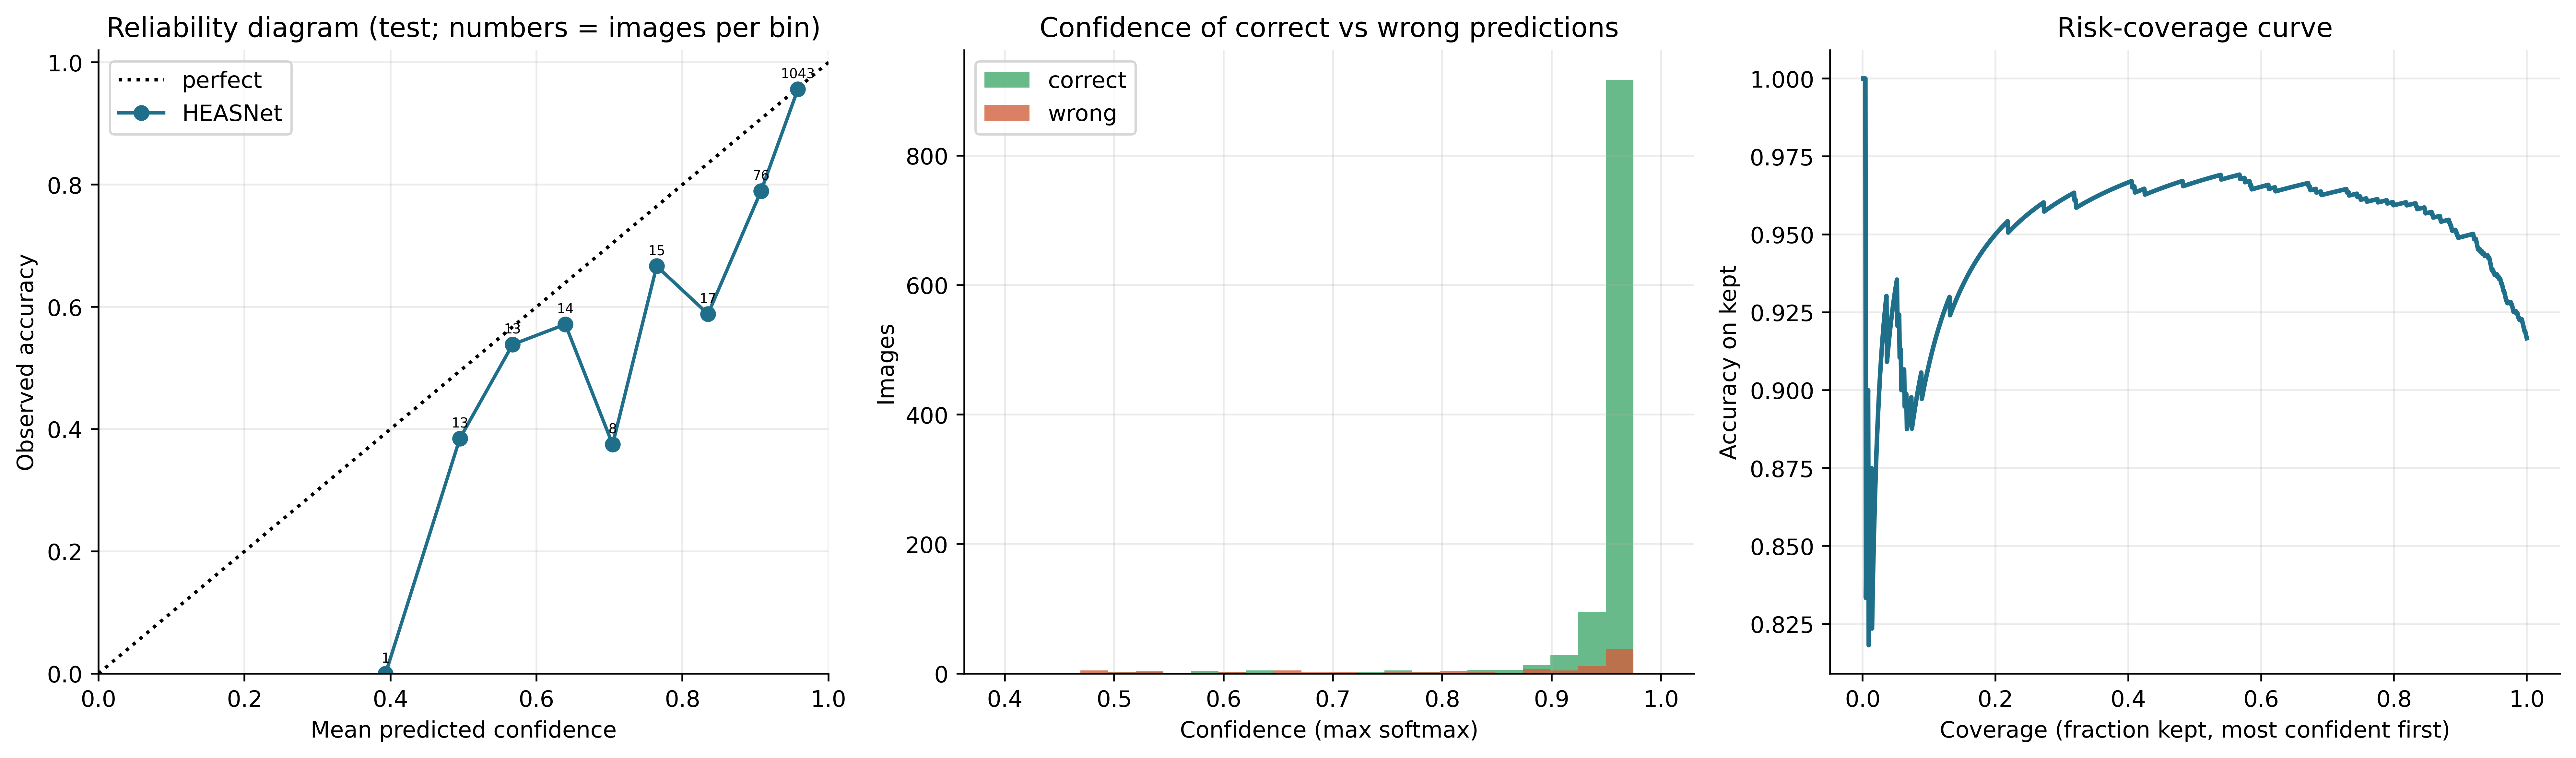 Reliability diagram (test; numbers = images per bin)
perfect
HEASNet
1.0
0.8
0.6
0.4
0.2
0.0
Observed accuracy
1
13
13
14
8
15
17
76
1043
0.0 0.2 0.4 0.6 0.8 1.0
Mean predicted confidence
Confidence of correct vs wrong predictions
correct
wrong
800
600
400
200
0
Images
0.4 0.5 0.6 0.7 0.8 0.9 1.0
Confidence (max softmax)
Risk-coverage curve
1.000
0.975
0.950
0.925
0.900
0.875
0.850
0.825
Accuracy on kept
0.0 0.2 0.4 0.6 0.8 1.0
Coverage (fraction kept, most confident first)